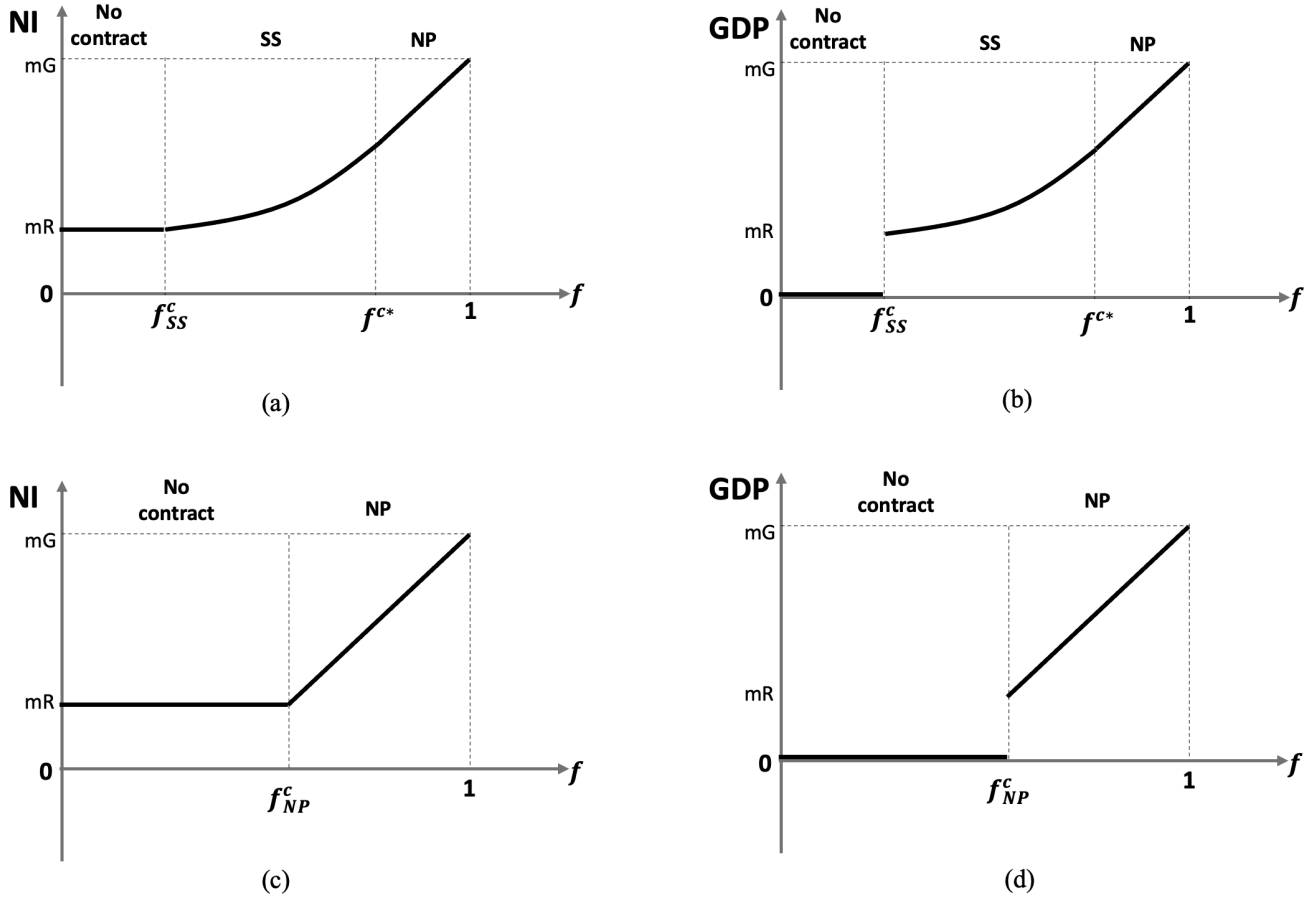 NI
No
contract
SS
NP
mG
mR
0
f^c_SS
f^c*
1
f
(a)
GDP
No
contract
SS
NP
mG
mR
0
f^c_SS
f^c*
1
f
(b)
NI
No
contract
NP
mG
mR
0
f^c_NP
1
f
(c)
GDP
No
contract
NP
mG
mR
0
f^c_NP
1
f
(d)